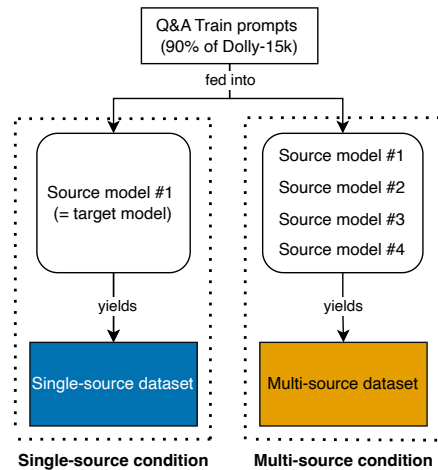 Q&A Train prompts
(90% of Dolly-15k)
fed into
Source model #1
(= target model)
yields
Single-source dataset
Single-source condition
Source model #1
Source model #2
Source model #3
Source model #4
yields
Multi-source dataset
Multi-source condition